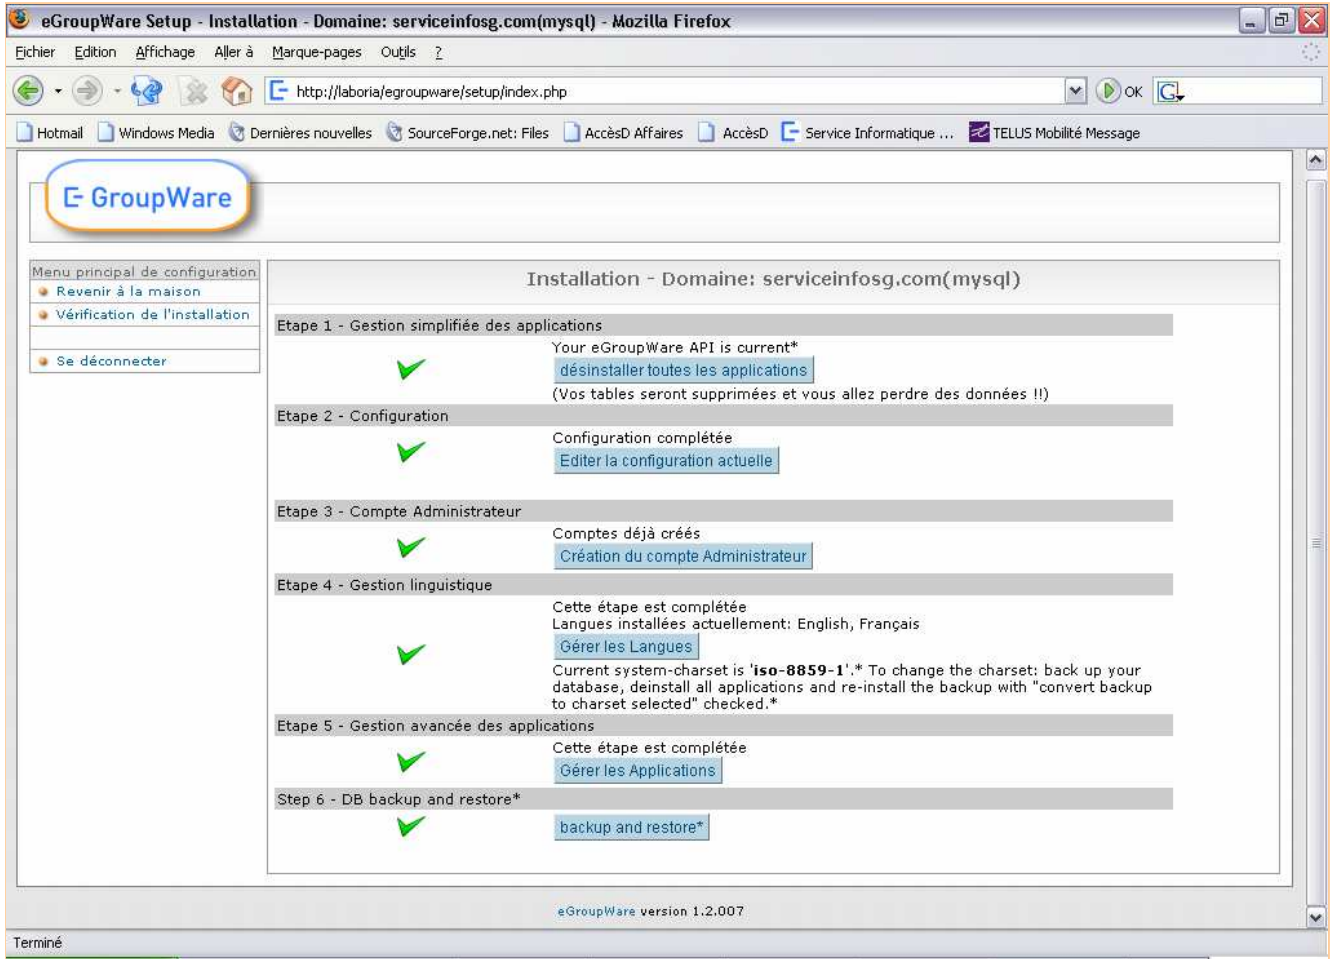 eGroupWare Setup - Installation - Domaine: serviceinfosg.com(mysql) - Mozilla Firefox
Fichier Edition Affichage Aller à Marque-pages Outils ?
http://laboria/egroupware/setup/index.php OK G
Hotmail Windows Media Dernières nouvelles SourceForge.net: Files AccèsD Affaires AccèsD Service Informatique ... TELUS Mobilité Message
E- GroupWare
Menu principal de configuration
Revenir à la maison
Vérification de l'installation
Se déconnecter
Installation - Domaine: serviceinfosg.com(mysql)
Etape 1 - Gestion simplifiée des applications
Your eGroupWare API is current*
désinstaller toutes les applications
(Vos tables seront supprimées et vous allez perdre des données !!)
Etape 2 - Configuration
Configuration complétée
Editer la configuration actuelle
Etape 3 - Compte Administrateur
Comptes déjà créés
Création du compte Administrateur
Etape 4 - Gestion linguistique
Cette étape est complétée
Langues installées actuellement: English, Français
Gérer les Langues
Current system-charset is 'iso-8859-1'.* To change the charset: back up your
database, deinstall all applications and re-install the backup with "convert backup
to charset selected" checked.*
Etape 5 - Gestion avancée des applications
Cette étape est complétée
Gérer les Applications
Step 6 - DB backup and restore*
backup and restore*
eGroupWare version 1.2.007
Terminé